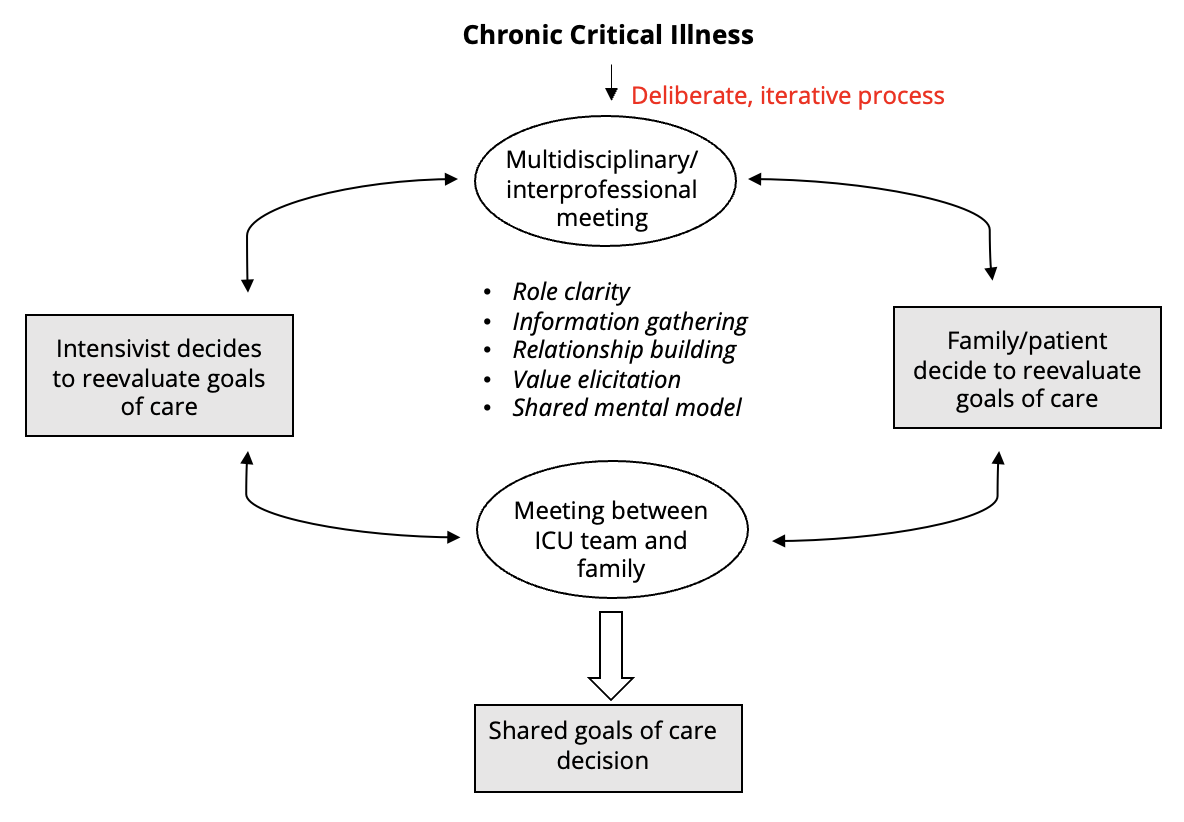 Chronic Critical Illness
Deliberate, iterative process
Multidisciplinary/
interprofessional
meeting
• Role clarity
• Information gathering
• Relationship building
• Value elicitation
• Shared mental model
Intensivist decides
to reevaluate goals
of care
Family/patient
decide to reevaluate
goals of care
Meeting between
ICU team and
family
Shared goals of care
decision